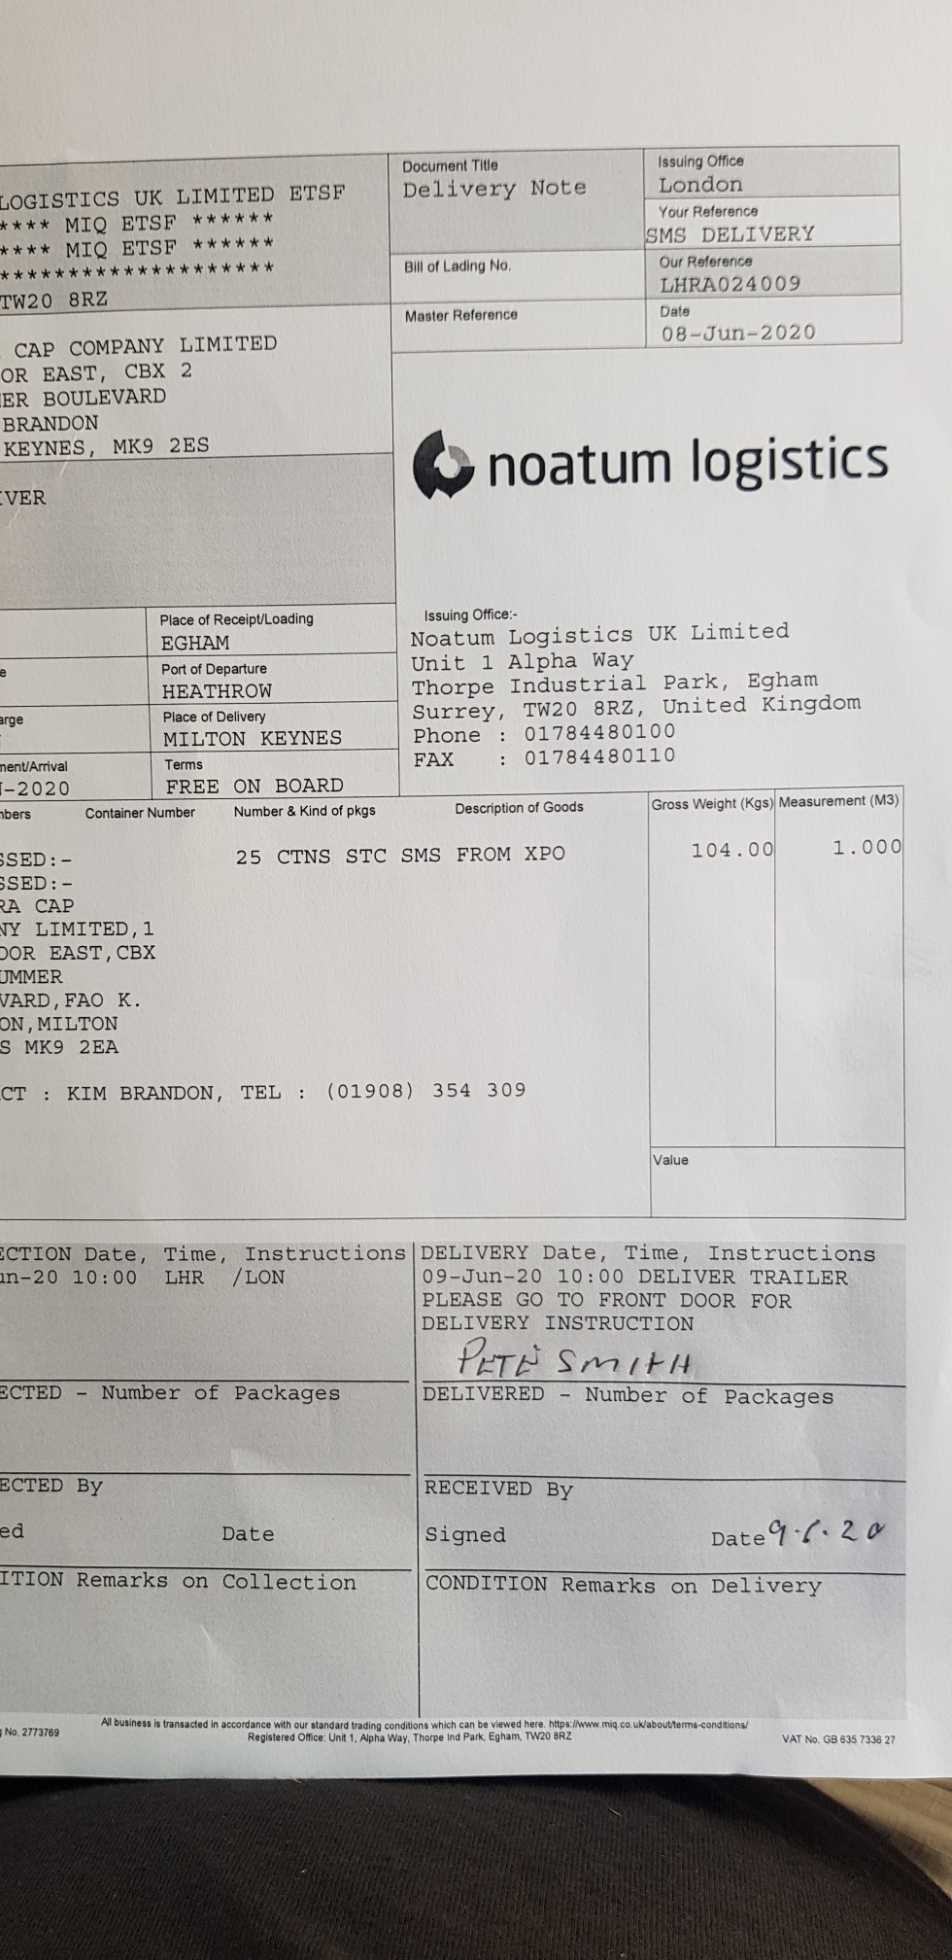 LOGISTICS UK LIMITED ETSF
**** MIQ ETSF ******
**** MIQ ETSF ******
********************
TW20 8RZ
Document Title
Delivery Note
Issuing Office
London
Your Reference
SMS DELIVERY
Bill of Lading No.
Our Reference
LHRA024009
Master Reference
Date
08-Jun-2020
CAP COMPANY LIMITED
OR EAST, CBX 2
ER BOULEVARD
BRANDON
KEYNES, MK9 2ES
noatum logistics
IVER
Place of Receipt/Loading
EGHAM
Port of Departure
HEATHROW
arge
Place of Delivery
MILTON KEYNES
ment/Arrival
N-2020
Terms
FREE ON BOARD
Issuing Office:-
Noatum Logistics UK Limited
Unit 1 Alpha Way
Thorpe Industrial Park, Egham
Surrey, TW20 8RZ, United Kingdom
Phone : 01784480100
FAX : 01784480110
mbers Container Number Number & Kind of pkgs Description of Goods Gross Weight (Kgs) Measurement (M3)
SSED:- 25 CTNS STC SMS FROM XPO 104.00 1.000
SSED:-
RA CAP
NY LIMITED,1
OOR EAST,CBX
UMMER
VARD,FAO K.
ON,MILTON
S MK9 2EA
CT : KIM BRANDON, TEL : (01908) 354 309
Value
ECTION Date, Time, Instructions
un-20 10:00 LHR /LON
DELIVERY Date, Time, Instructions
09-Jun-20 10:00 DELIVER TRAILER
PLEASE GO TO FRONT DOOR FOR
DELIVERY INSTRUCTION
PETE SMITH
ECTED - Number of Packages
DELIVERED - Number of Packages
ECTED By
RECEIVED By
ed Date
Signed Date 9.6.20
ITION Remarks on Collection
CONDITION Remarks on Delivery
g No. 2773769
All business is transacted in accordance with our standard trading conditions which can be viewed here. https://www.miq.co.uk/about/terms-conditions/
Registered Office: Unit 1, Alpha Way, Thorpe Ind Park, Egham, TW20 8RZ
VAT No. GB 635 7336 27